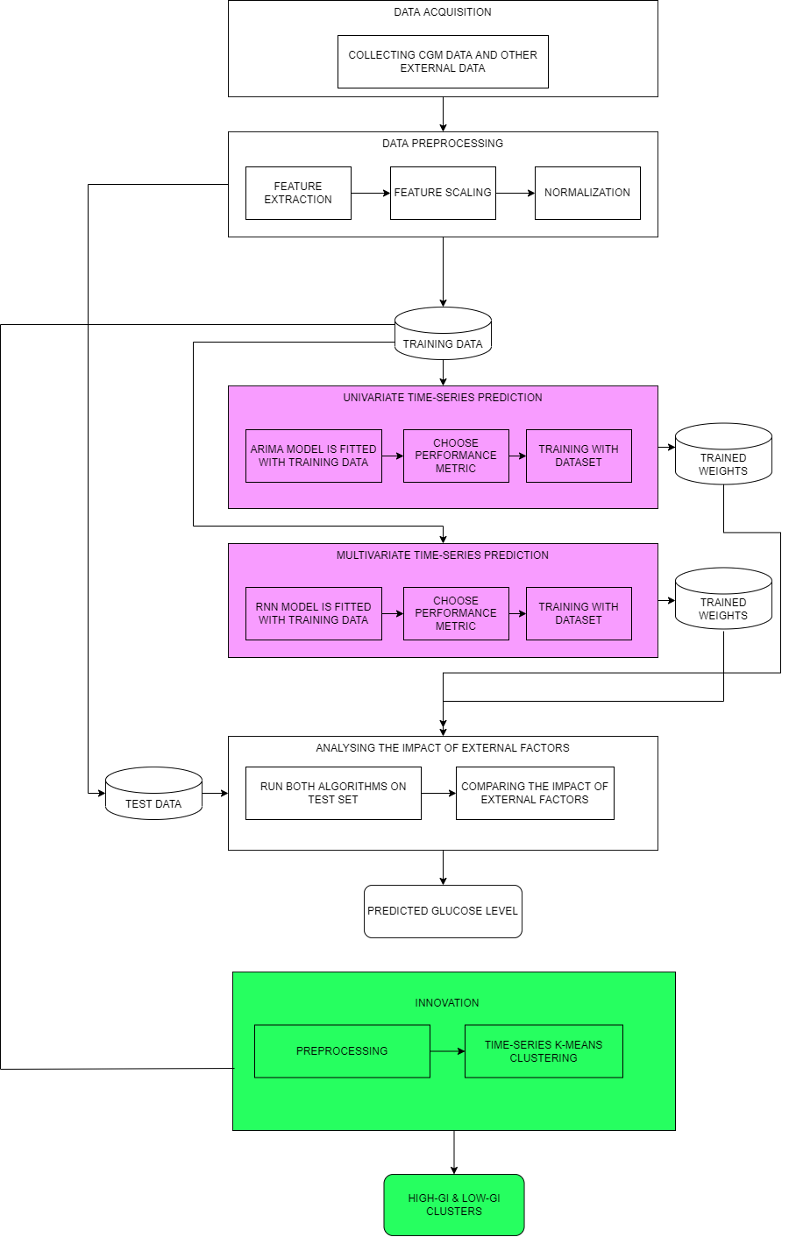 DATA ACQUISITION
COLLECTING CGM DATA AND OTHER
EXTERNAL DATA
DATA PREPROCESSING
FEATURE
EXTRACTION
FEATURE SCALING
NORMALIZATION
TRAINING DATA
UNIVARIATE TIME-SERIES PREDICTION
ARIMA MODEL IS FITTED
WITH TRAINING DATA
CHOOSE
PERFORMANCE
METRIC
TRAINING WITH
DATASET
TRAINED
WEIGHTS
MULTIVARIATE TIME-SERIES PREDICTION
RNN MODEL IS FITTED
WITH TRAINING DATA
CHOOSE
PERFORMANCE
METRIC
TRAINING WITH
DATASET
TRAINED
WEIGHTS
ANALYSING THE IMPACT OF EXTERNAL FACTORS
RUN BOTH ALGORITHMS ON
TEST SET
COMPARING THE IMPACT OF
EXTERNAL FACTORS
TEST DATA
PREDICTED GLUCOSE LEVEL
INNOVATION
PREPROCESSING
TIME-SERIES K-MEANS
CLUSTERING
HIGH-GI & LOW-GI
CLUSTERS